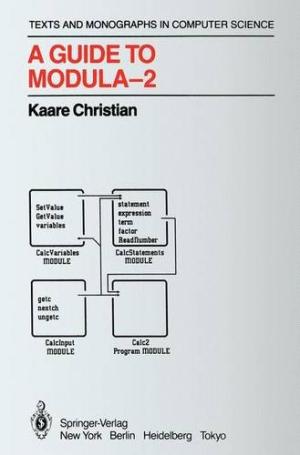 TEXTS AND MONOGRAPHS IN COMPUTER SCIENCE
A GUIDE TO
MODULA–2
Kaare Christian
SetValue
GetValue
variables
CalcVariables
MODULE
statement
expression
term
factor
ReadNumber
CalcStatements
MODULE
getc
nextch
ungetc
CalcInput
MODULE
Calc2
Program MODULE
Springer-Verlag
New York Berlin Heidelberg Tokyo